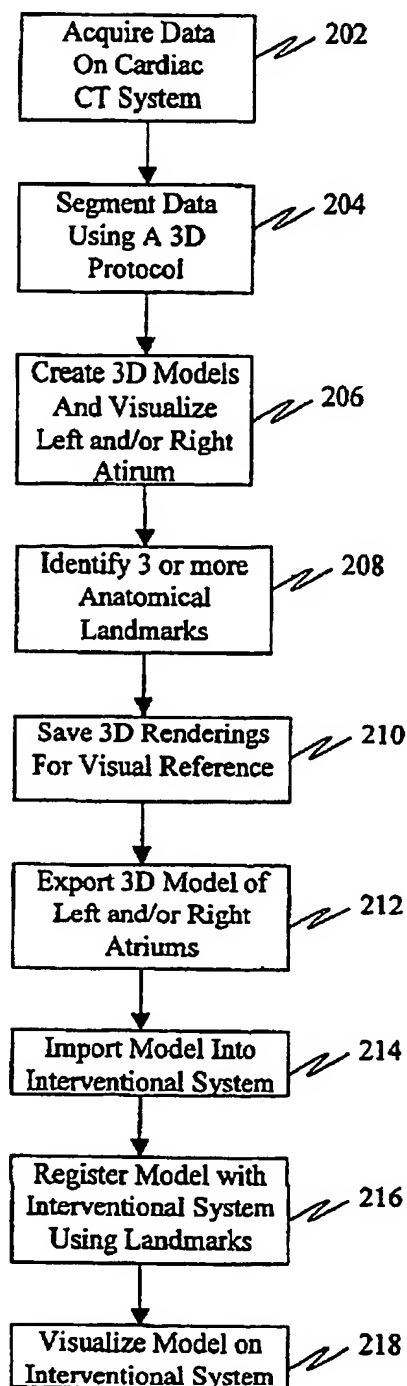 Acquire Data
On Cardiac
CT System
202
Segment Data
Using A 3D
Protocol
204
Create 3D Models
And Visualize
Left and/or Right
Atirum
206
Identify 3 or more
Anatomical
Landmarks
208
Save 3D Renderings
For Visual Reference
210
Export 3D Model of
Left and/or Right
Atriums
212
Import Model Into
Interventional System
214
Register Model with
Interventional System
Using Landmarks
216
Visualize Model on
Interventional System
218